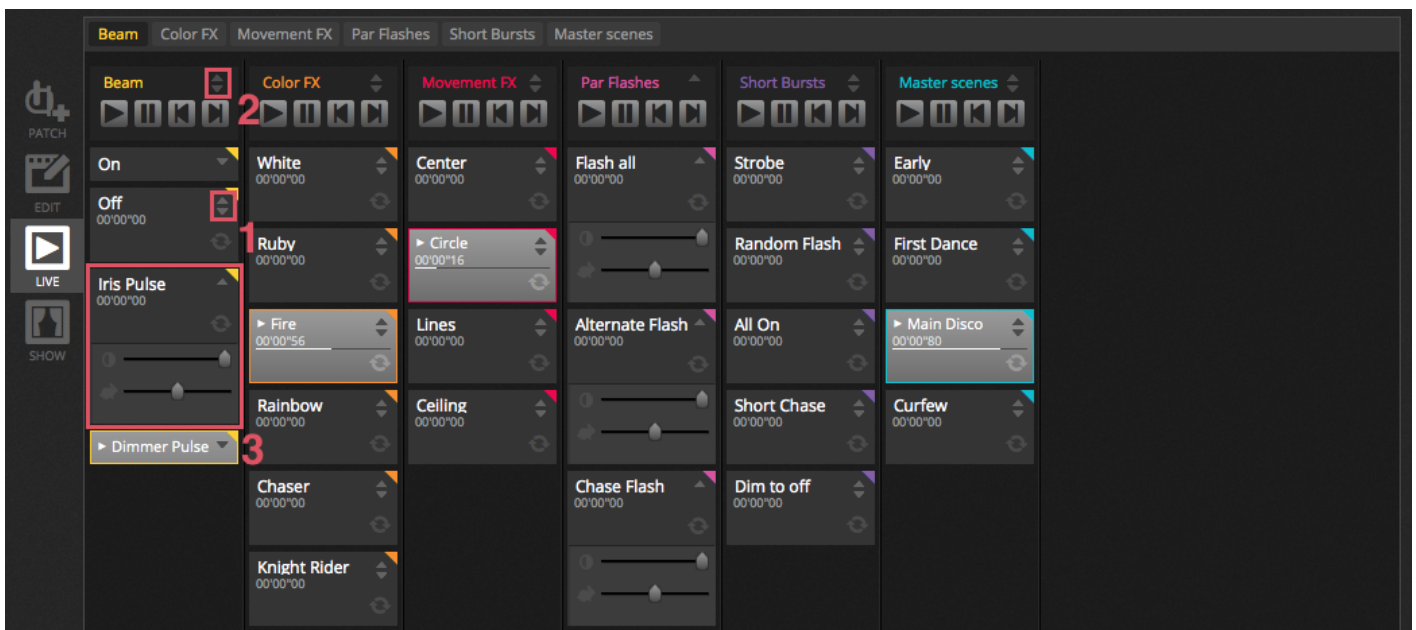 Beam Color FX Movement FX Par Flashes Short Bursts Master scenes
PATCH
EDIT
LIVE
SHOW
Beam
2
On
Off
00'00"00
1
Iris Pulse
00'00"00
Dimmer Pulse
3
Color FX
White
00'00"00
Ruby
00'00"00
Fire
00'00"56
Rainbow
00'00"00
Chaser
00'00"00
Knight Rider
00'00"00
Movement FX
Center
00'00"00
Circle
00'00"16
Lines
00'00"00
Ceiling
00'00"00
Par Flashes
Flash all
00'00"00
Alternate Flash
00'00"00
Chase Flash
00'00"00
Short Bursts
Strobe
00'00"00
Random Flash
00'00"00
All On
00'00"00
Short Chase
00'00"00
Dim to off
00'00"00
Master scenes
Early
00'00"00
First Dance
00'00"00
Main Disco
00'00"80
Curfew
00'00"00